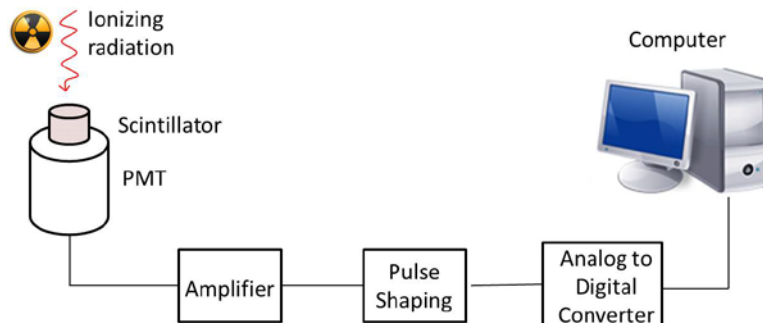 Ionizing
radiation
Computer
Scintillator
PMT
Amplifier
Pulse
Shaping
Analog to
Digital
Converter